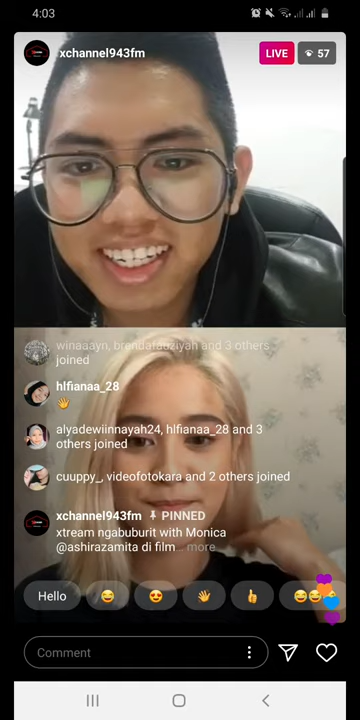 4:03
xchannel943fm
LIVE
57
winaaayn, brendafauziyah and 3 others
joined
hlfianaa_28
alyadewiinnayah24, hlfianaa_28 and 3
others joined
cuuppy_, videofotokara and 2 others joined
xchannel943fm PINNED
xtream ngabuburit with Monica
@ashirazamita di film... more
Hello
Comment